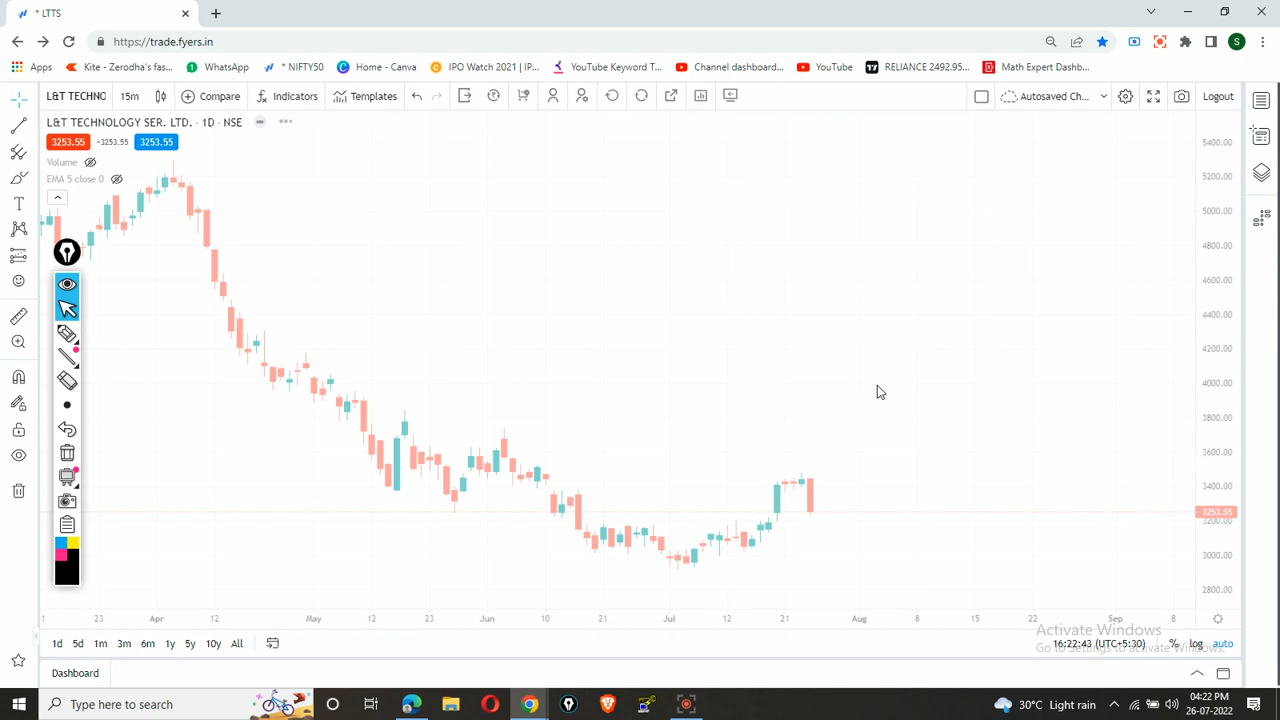 * LTTS
https://trade.fyers.in
S
Apps
Kite - Zerodha's fas...
WhatsApp
* NIFTY50
Home - Canva
IPO Watch 2021 | IP...
YouTube Keyword T...
Channel dashboard...
YouTube
RELIANCE 2492.95...
Math Expert Dashb...
L&T TECHNO
15m
Compare
Indicators
Templates
Autosaved Ch...
Logout
L&T TECHNOLOGY SER. LTD. · 1D · NSE
3253.55
−3253.55
3253.55
Volume
EMA 5 close 0
5400.00
5200.00
5000.00
4800.00
4600.00
4400.00
4200.00
4000.00
3800.00
3600.00
3400.00
3253.55
3200.00
3000.00
2800.00
1
23
Apr
12
May
12
23
Jun
10
21
Jul
12
21
Aug
8
15
22
Sep
8
Activate Windows
Go to Settings to activate Windows.
1d
5d
1m
3m
6m
1y
5y
10y
All
16:22:43 (UTC+5:30)
%
log
auto
Dashboard
Type here to search
30°C Light rain
04:22 PM
26-07-2022